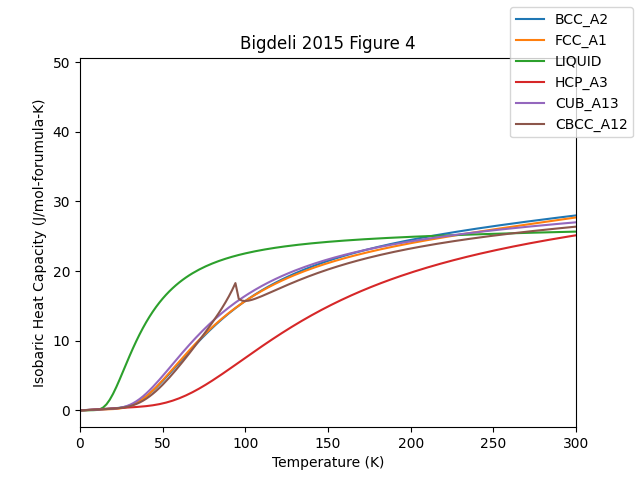 Bigdeli 2015 Figure 4
BCC_A2
FCC_A1
LIQUID
HCP_A3
CUB_A13
CBCC_A12
Isobaric Heat Capacity (J/mol-forumula-K)
50
40
30
20
10
0
0 50 100 150 200 250 300
Temperature (K)